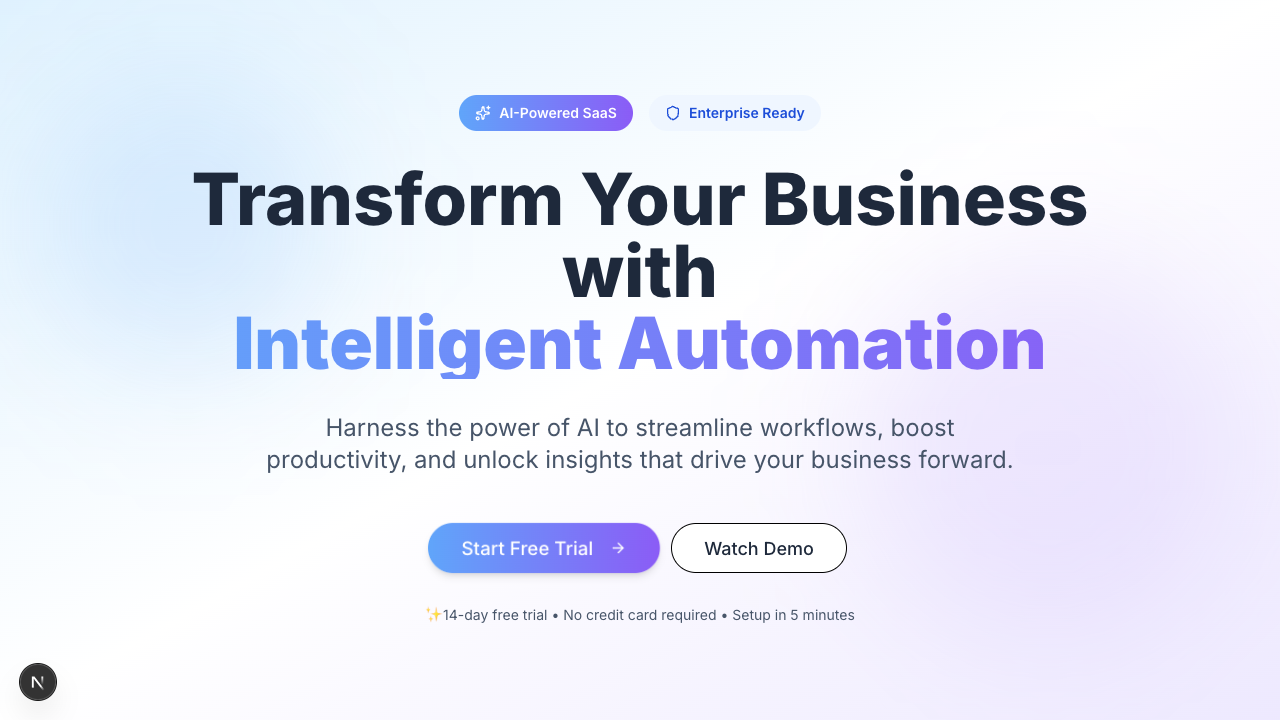 AI-Powered SaaS
Enterprise Ready
Transform Your Business
with
Intelligent Automation
Harness the power of AI to streamline workflows, boost
productivity, and unlock insights that drive your business forward.
Start Free Trial →
Watch Demo
✨14-day free trial • No credit card required • Setup in 5 minutes
N